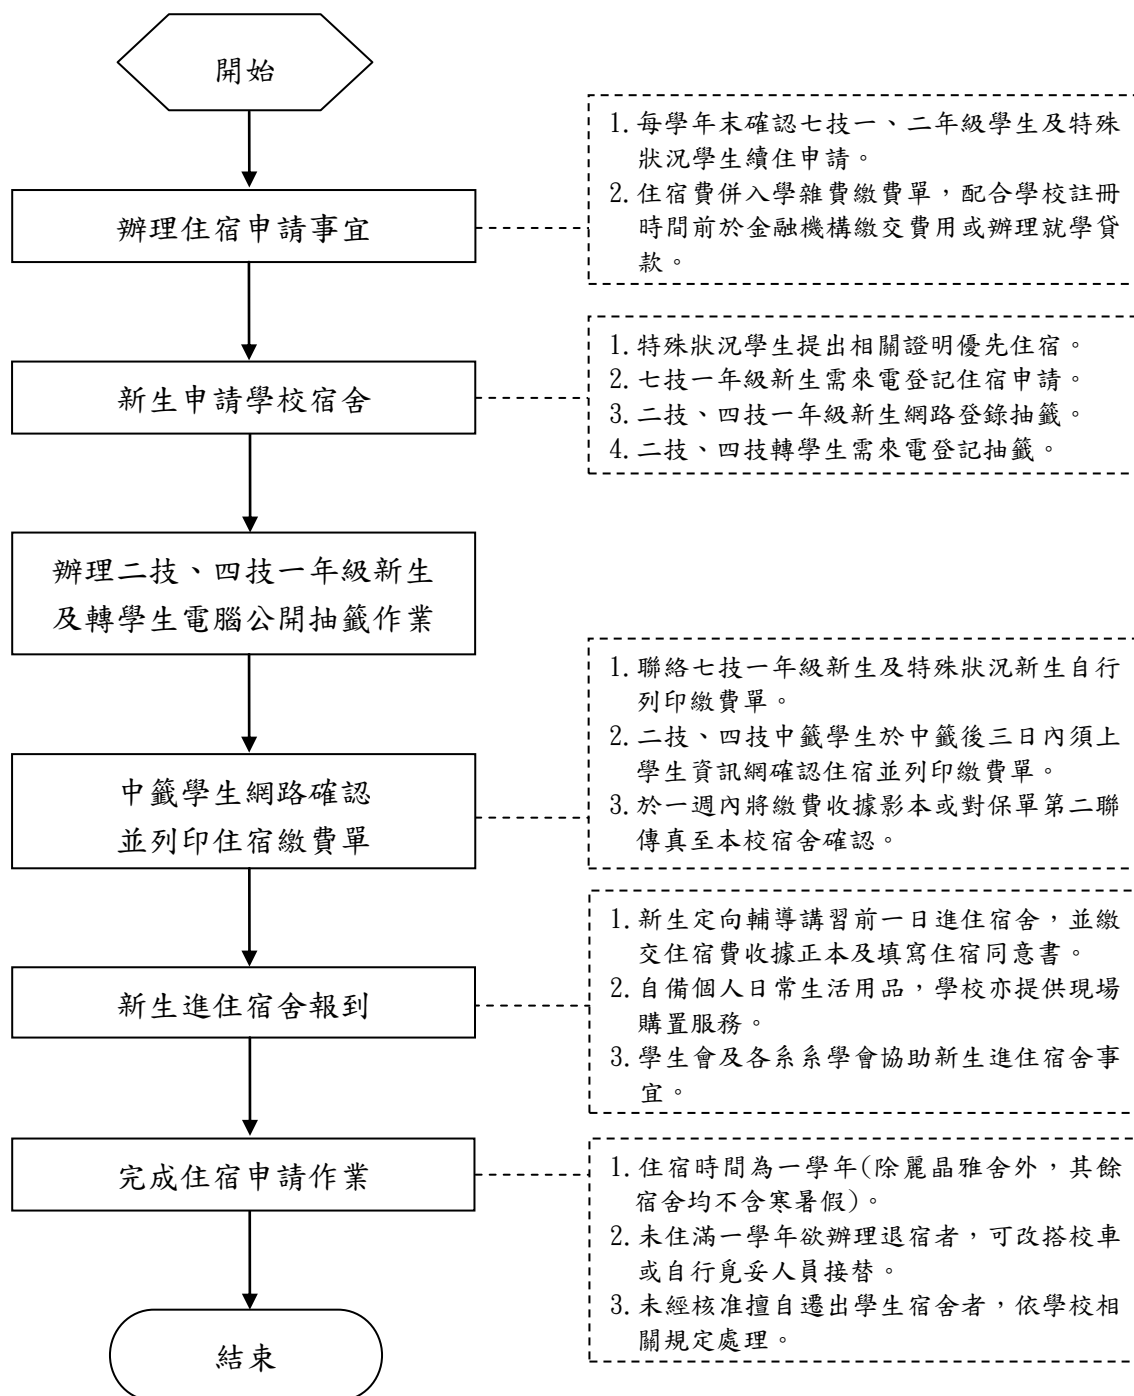 開始
1.每學年末確認七技一、二年級學生及特殊
狀況學生續住申請。
2.住宿費併入學雜費繳費單，配合學校註冊
時間前於金融機構繳交費用或辦理就學貸
款。
辦理住宿申請事宜
1.特殊狀況學生提出相關證明優先住宿。
2.七技一年級新生需來電登記住宿申請。
3.二技、四技一年級新生網路登錄抽籤。
4.二技、四技轉學生需來電登記抽籤。
新生申請學校宿舍
辦理二技、四技一年級新生
及轉學生電腦公開抽籤作業
1.聯絡七技一年級新生及特殊狀況新生自行
列印繳費單。
2.二技、四技中籤學生於中籤後三日內須上
學生資訊網確認住宿並列印繳費單。
3.於一週內將繳費收據影本或對保單第二聯
傳真至本校宿舍確認。
中籤學生網路確認
並列印住宿繳費單
1.新生定向輔導講習前一日進住宿舍，並繳
交住宿費收據正本及填寫住宿同意書。
2.自備個人日常生活用品，學校亦提供現場
購置服務。
3.學生會及各系系學會協助新生進住宿舍事
宜。
新生進住宿舍報到
1.住宿時間為一學年(除麗晶雅舍外，其餘
宿舍均不含寒暑假)。
2.未住滿一學年欲辦理退宿者，可改搭校車
或自行覓妥人員接替。
3.未經核准擅自遷出學生宿舍者，依學校相
關規定處理。
完成住宿申請作業
結束